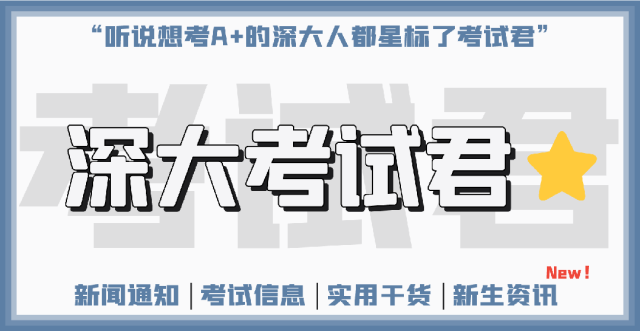 “听说想考A+的深大人都星标了考试君”
考试君
深大考试君
New!
新闻通知 | 考试信息 | 实用干货 | 新生资讯